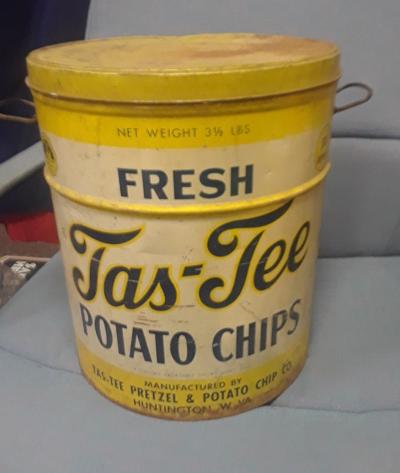 NET WEIGHT 3½ LBS
FRESH
Tas-Tee
POTATO CHIPS
MANUFACTURED BY
TAS-TEE PRETZEL & POTATO CHIP CO.
HUNTINGTON W. VA.